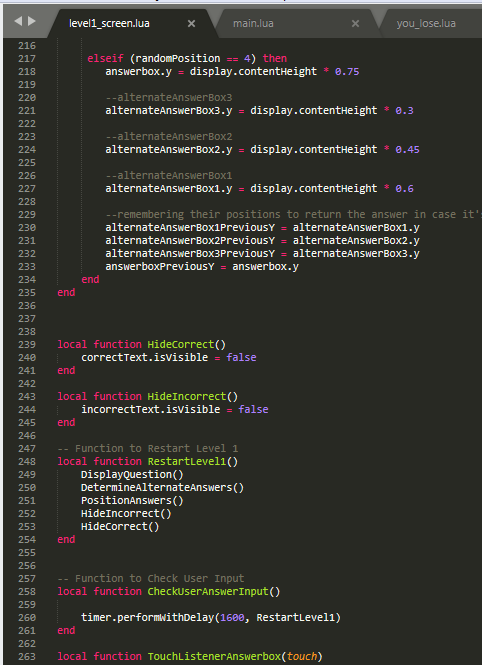 level1_screen.lua
main.lua
you_lose.lua
216
217 elseif (randomPosition == 4) then
218 answerbox.y = display.contentHeight * 0.75
219
220 --alternateAnswerBox3
221 alternateAnswerBox3.y = display.contentHeight * 0.3
222
223 --alternateAnswerBox2
224 alternateAnswerBox2.y = display.contentHeight * 0.45
225
226 --alternateAnswerBox1
227 alternateAnswerBox1.y = display.contentHeight * 0.6
228
229 --remembering their positions to return the answer in case it'
230 alternateAnswerBox1PreviousY = alternateAnswerBox1.y
231 alternateAnswerBox2PreviousY = alternateAnswerBox2.y
232 alternateAnswerBox3PreviousY = alternateAnswerBox3.y
233 answerboxPreviousY = answerbox.y
234 end
235 end
236
237
238
239 local function HideCorrect()
240 correctText.isVisible = false
241 end
242
243 local function HideIncorrect()
244 incorrectText.isVisible = false
245 end
246
247 -- Function to Restart Level 1
248 local function RestartLevel1()
249 DisplayQuestion()
250 DetermineAlternateAnswers()
251 PositionAnswers()
252 HideIncorrect()
253 HideCorrect()
254 end
255
256
257 -- Function to Check User Input
258 local function CheckUserAnswerInput()
259
260 timer.performWithDelay(1600, RestartLevel1)
261 end
262
263 local function TouchListenerAnswerbox(touch)